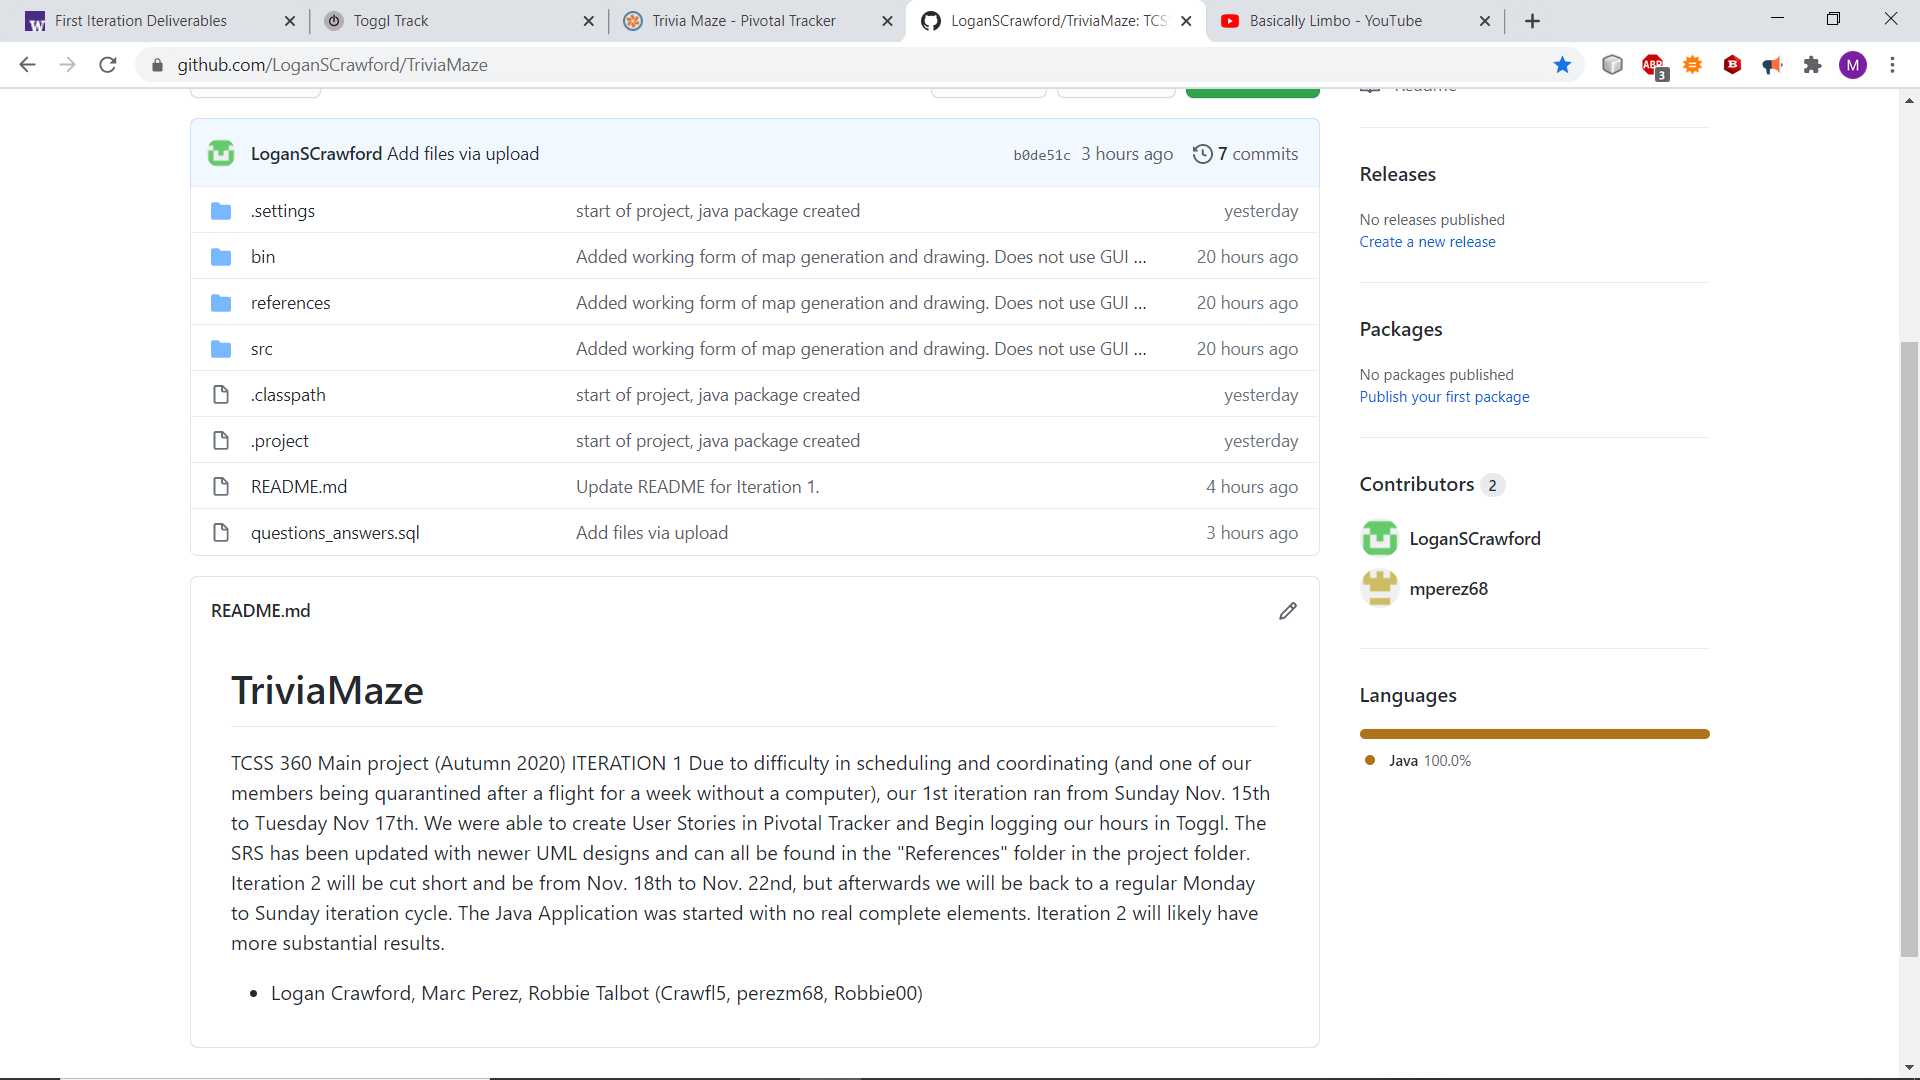 First Iteration Deliverables
Toggl Track
Trivia Maze - Pivotal Tracker
LoganSCrawford/TriviaMaze: TCS
Basically Limbo - YouTube
github.com/LoganSCrawford/TriviaMaze
ABP
3
B
M
Readme
LoganSCrawford Add files via upload b0de51c 3 hours ago 7 commits
.settings start of project, java package created yesterday
bin Added working form of map generation and drawing. Does not use GUI ... 20 hours ago
references Added working form of map generation and drawing. Does not use GUI ... 20 hours ago
src Added working form of map generation and drawing. Does not use GUI ... 20 hours ago
.classpath start of project, java package created yesterday
.project start of project, java package created yesterday
README.md Update README for Iteration 1. 4 hours ago
questions_answers.sql Add files via upload 3 hours ago
README.md
TriviaMaze
TCSS 360 Main project (Autumn 2020) ITERATION 1 Due to difficulty in scheduling and coordinating (and one of our
members being quarantined after a flight for a week without a computer), our 1st iteration ran from Sunday Nov. 15th
to Tuesday Nov 17th. We were able to create User Stories in Pivotal Tracker and Begin logging our hours in Toggl. The
SRS has been updated with newer UML designs and can all be found in the "References" folder in the project folder.
Iteration 2 will be cut short and be from Nov. 18th to Nov. 22nd, but afterwards we will be back to a regular Monday
to Sunday iteration cycle. The Java Application was started with no real complete elements. Iteration 2 will likely have
more substantial results.
• Logan Crawford, Marc Perez, Robbie Talbot (Crawfl5, perezm68, Robbie00)
Releases
No releases published
Create a new release
Packages
No packages published
Publish your first package
Contributors 2
LoganSCrawford
mperez68
Languages
Java 100.0%